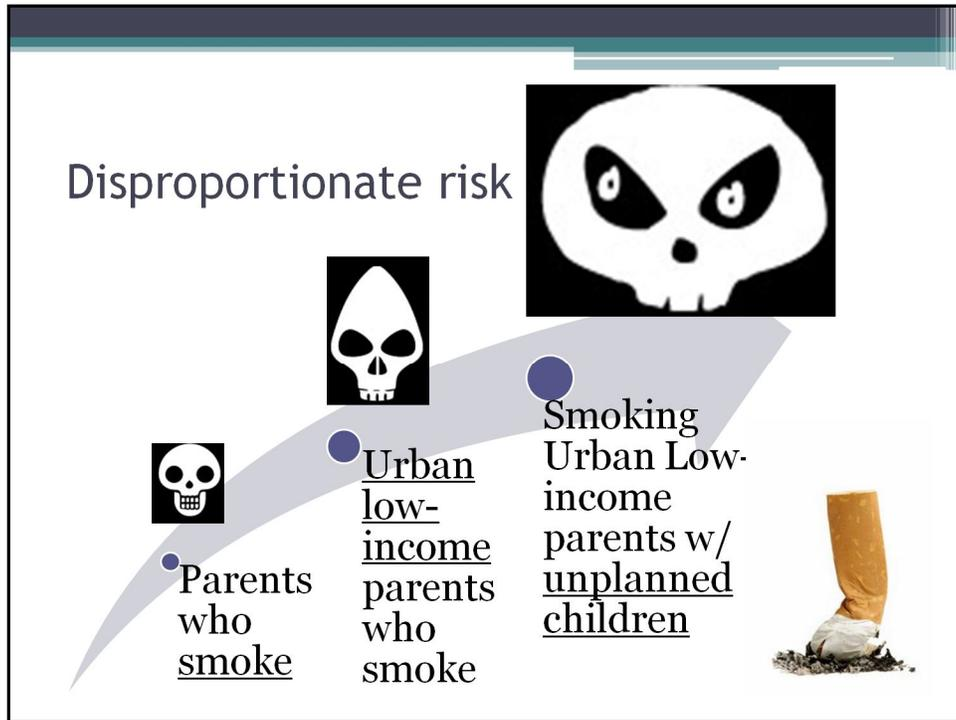 Disproportionate risk
Parents
who
smoke
Urban
low-
income
parents
who
smoke
Smoking
Urban Low-
income
parents w/
unplanned
children